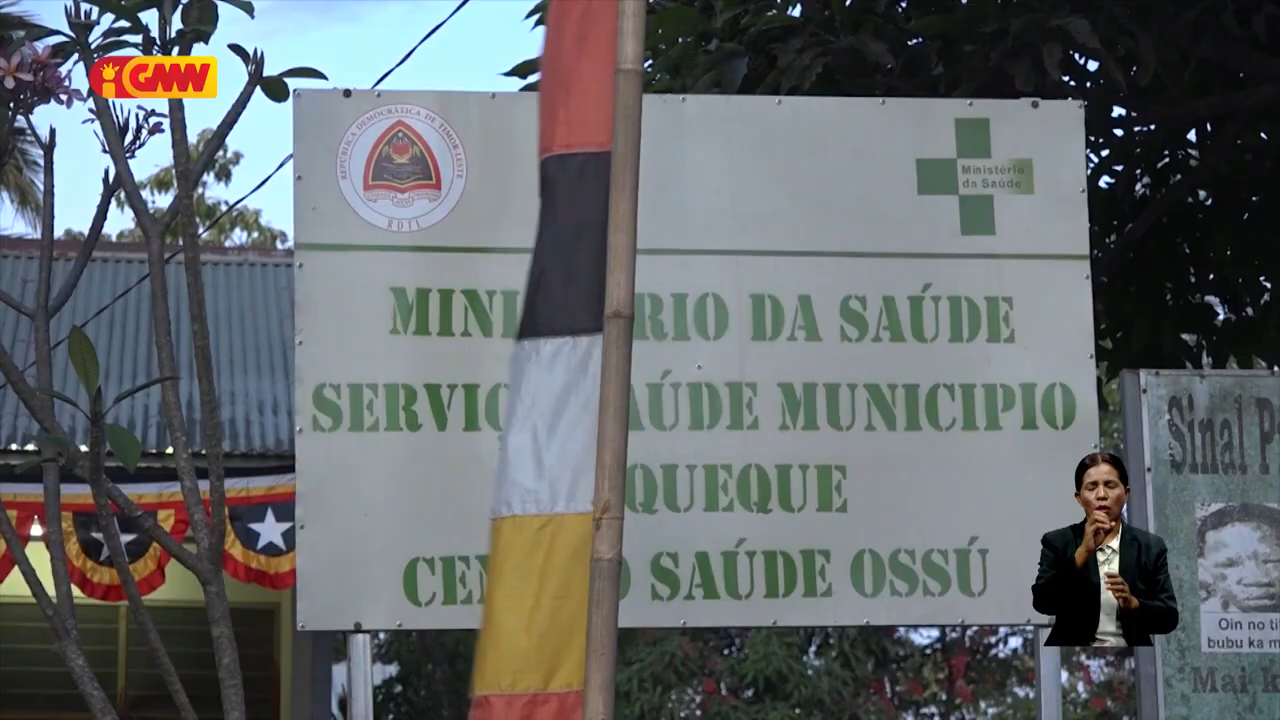 GMN
REPÚBLICA DEMOCRÁTICA DE TIMOR-LESTE
RDTL
Ministério
da Saúde
MINI RIO DA SAÚDE
SERVIC AÚDE MUNICIPIO
QUEQUE
CEN O SAÚDE OSSÚ
Sinal P
Oin no ti
bubu ka m
Mai k